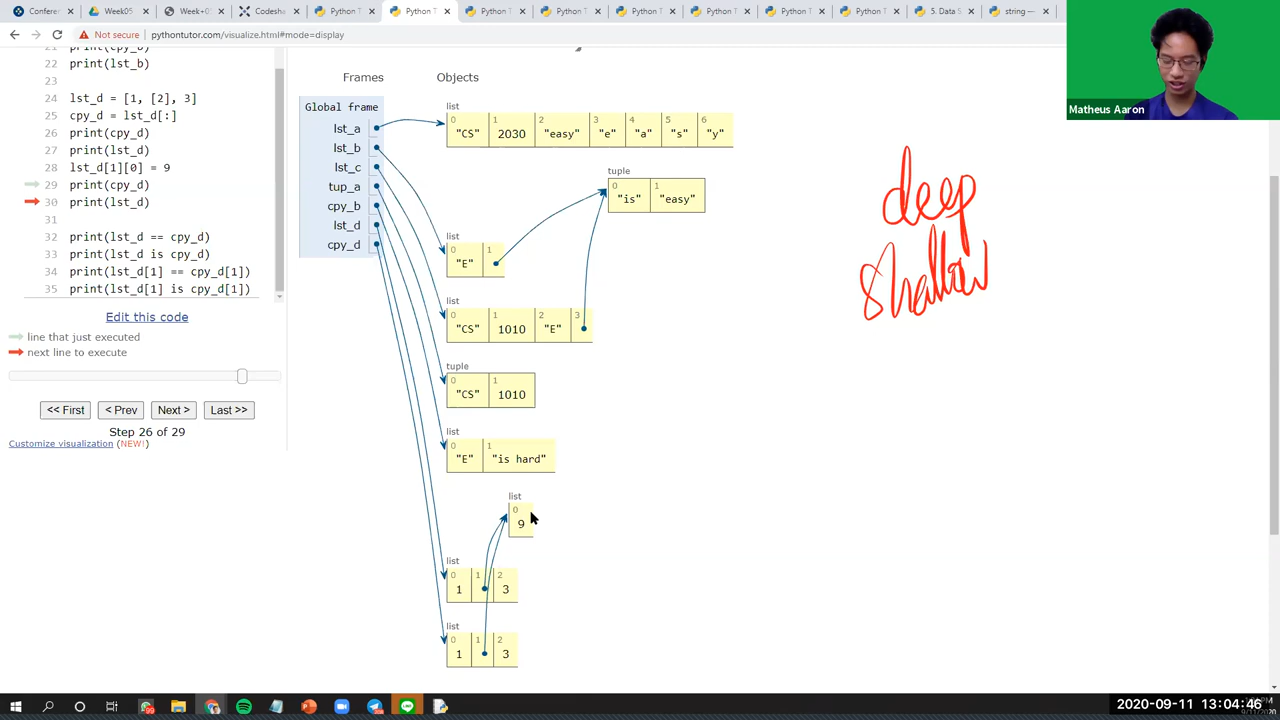 Conferen
Week05
Week+0
Codesha
Python T
Python T
Python T
Python T
Python T
Python T
Python T
Python T
5. Data S
string —
Not secure
pythontutor.com/visualize.html#mode=display
21 print(cpy_b)
22 print(lst_b)
23
24 lst_d = [1, [2], 3]
25 cpy_d = lst_d[:]
26 print(cpy_d)
27 print(lst_d)
28 lst_d[1][0] = 9
29 print(cpy_d)
30 print(lst_d)
31
32 print(lst_d == cpy_d)
33 print(lst_d is cpy_d)
34 print(lst_d[1] == cpy_d[1])
35 print(lst_d[1] is cpy_d[1])
Edit this code
line that just executed
next line to execute
<< First
< Prev
Next >
Last >>
Step 26 of 29
Customize visualization (NEW!)
Frames
Objects
Global frame
lst_a
lst_b
lst_c
tup_a
cpy_b
lst_d
cpy_d
list
0 1 2 3 4 5 6
"CS" 2030 "easy" "e" "a" "s" "y"
tuple
0 1
"is" "easy"
list
0 1
"E"
list
0 1 2 3
"CS" 1010 "E"
tuple
0 1
"CS" 1010
list
0 1
"E" "is hard"
list
0
9
list
0 1 2
1 3
list
0 1 2
1 3
deep
shallow
Matheus Aaron
2020-09-11 13:04:46